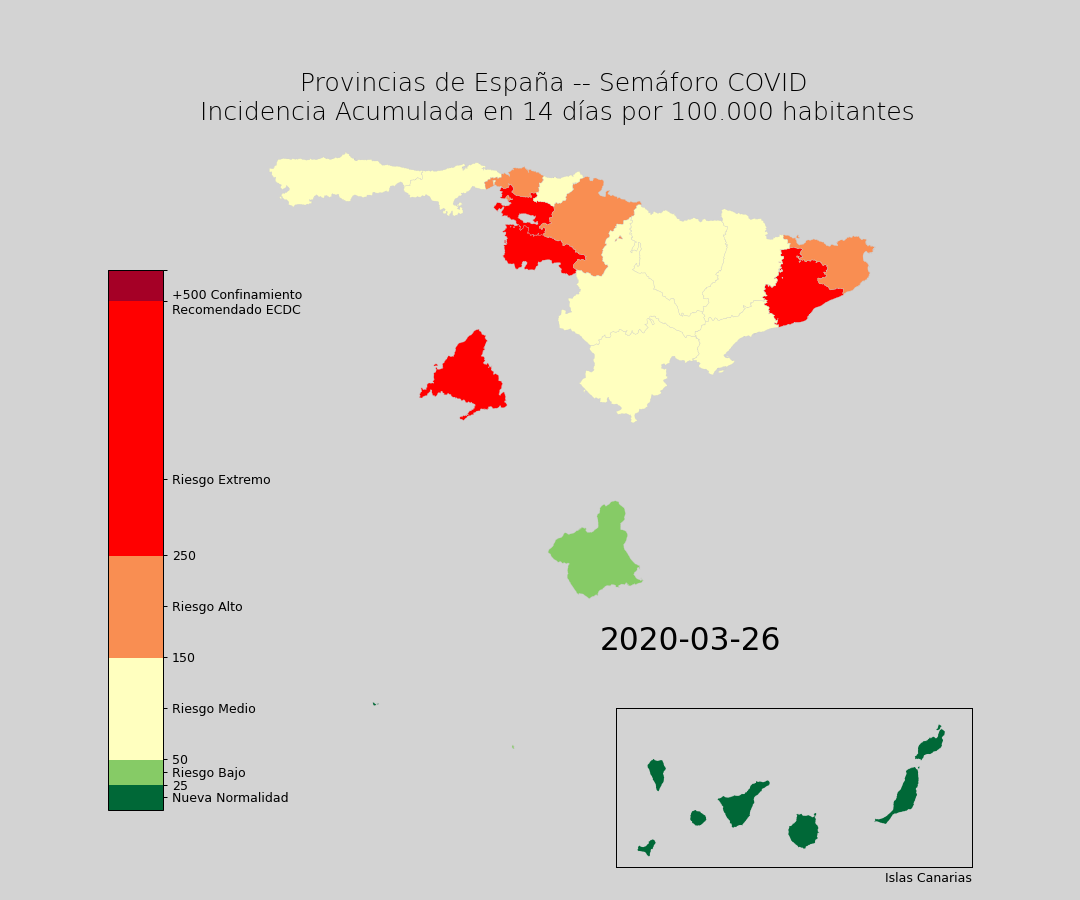 Provincias de España -- Semáforo COVID
Incidencia Acumulada en 14 días por 100.000 habitantes
+500 Confinamiento
Recomendado ECDC
Riesgo Extremo
250
Riesgo Alto
150
Riesgo Medio
50
Riesgo Bajo
25
Nueva Normalidad
2020-03-26
Islas Canarias